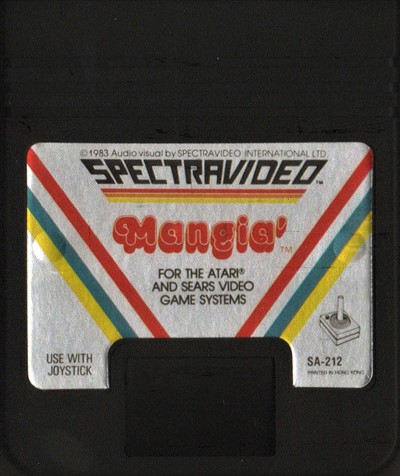 ©1983 Audio visual by SPECTRAVIDEO INTERNATIONAL LTD.
SPECTRAVIDEO™
Mangia'™
FOR THE ATARI®
AND SEARS VIDEO
GAME SYSTEMS
USE WITH
JOYSTICK
SA-212
PRINTED IN HONG KONG